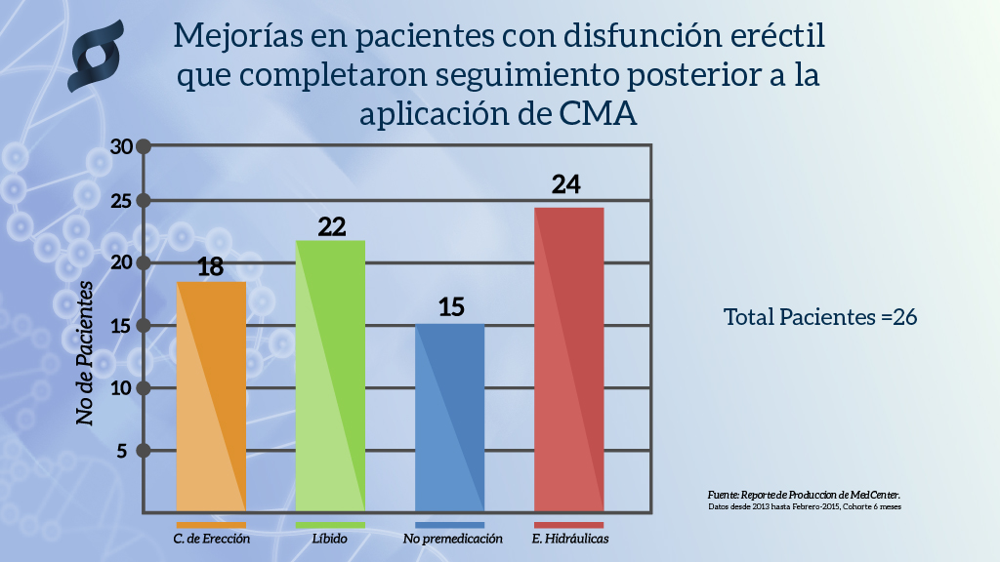 Mejorías en pacientes con disfunción eréctil
que completaron seguimiento posterior a la
aplicación de CMA
30
25
20
15
10
5
No de Pacientes
18
22
15
24
C. de Erección
Líbido
No premedicación
E. Hidráulicas
Total Pacientes =26
Fuente: Reporte de Produccion de MedCenter.
Datos desde 2013 hasta Febrero-2015, Cohorte 6 meses